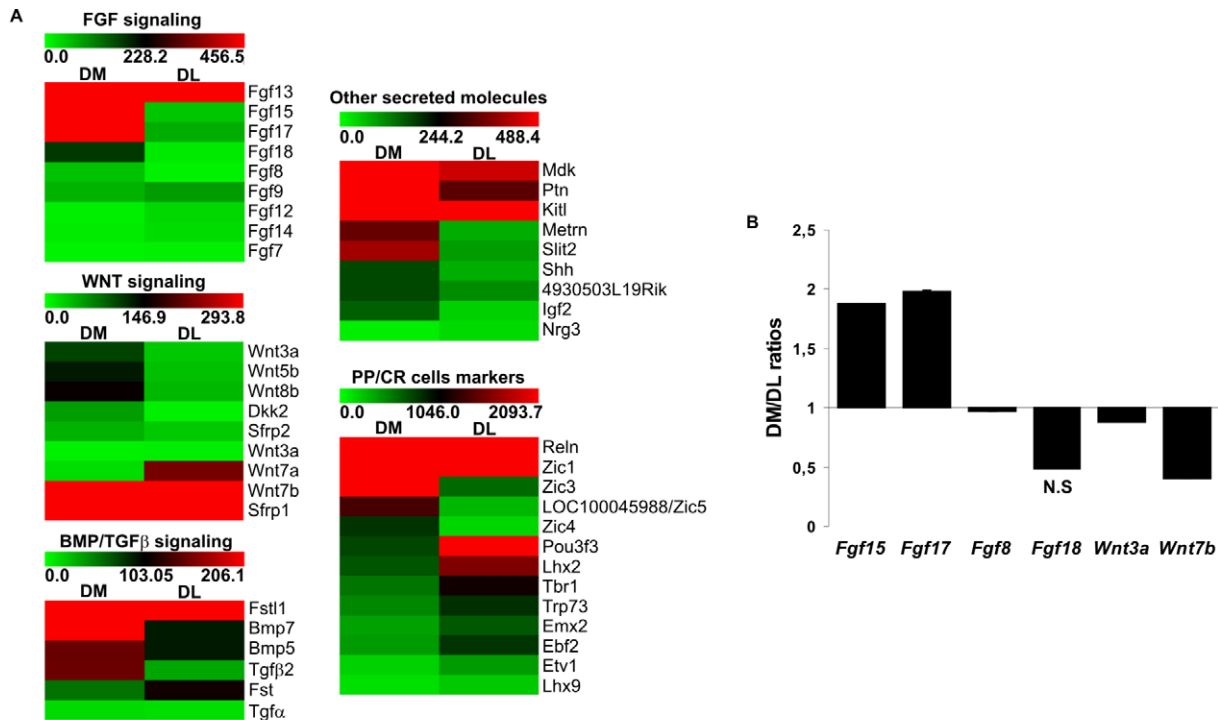 A
FGF signaling
0.0 228.2 456.5
DM DL
Fgf13
Fgf15
Fgf17
Fgf18
Fgf8
Fgf9
Fgf12
Fgf14
Fgf7
WNT signaling
0.0 146.9 293.8
DM DL
Wnt3a
Wnt5b
Wnt8b
Dkk2
Sfrp2
Wnt3a
Wnt7a
Wnt7b
Sfrp1
BMP/TGFβ signaling
0.0 103.05 206.1
DM DL
Fstl1
Bmp7
Bmp5
Tgfβ2
Fst
Tgfα
Other secreted molecules
0.0 244.2 488.4
DM DL
Mdk
Ptn
Kitl
Metrn
Slit2
Shh
4930503L19Rik
Igf2
Nrg3
PP/CR cells markers
0.0 1046.0 2093.7
DM DL
Reln
Zic1
Zic3
LOC100045988/Zic5
Zic4
Pou3f3
Lhx2
Tbr1
Trp73
Emx2
Ebf2
Etv1
Lhx9
B
DM/DL ratios
2,5
2
1,5
1
0,5
0
N.S
Fgf15 Fgf17 Fgf8 Fgf18 Wnt3a Wnt7b